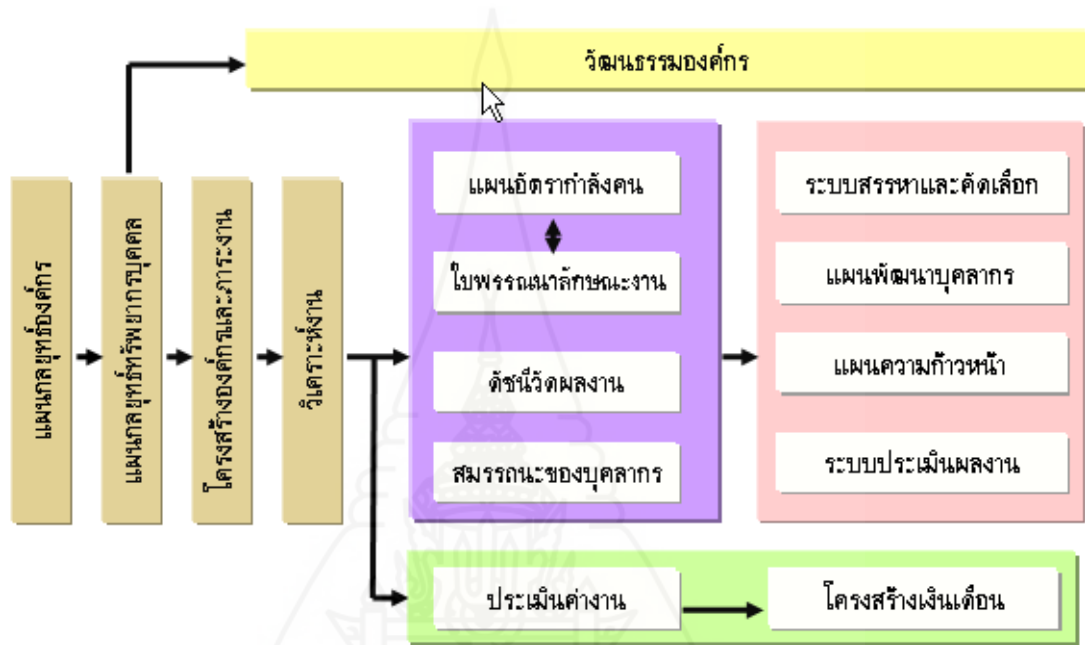 วัฒนธรรมองค์กร
แผนกลยุทธ์องค์กร
แผนกลยุทธ์ทรัพยากรบุคคล
โครงสร้างองค์กรและภาระงาน
วิเคราะห์งาน
แผนอัตรากำลังคน
ใบพรรณนาลักษณะงาน
ดัชนีวัดผลงาน
สมรรถนะของบุคลากร
ระบบสรรหาและคัดเลือก
แผนพัฒนาบุคลากร
แผนความก้าวหน้า
ระบบประเมินผลงาน
ประเมินค่างาน
โครงสร้างเงินเดือน